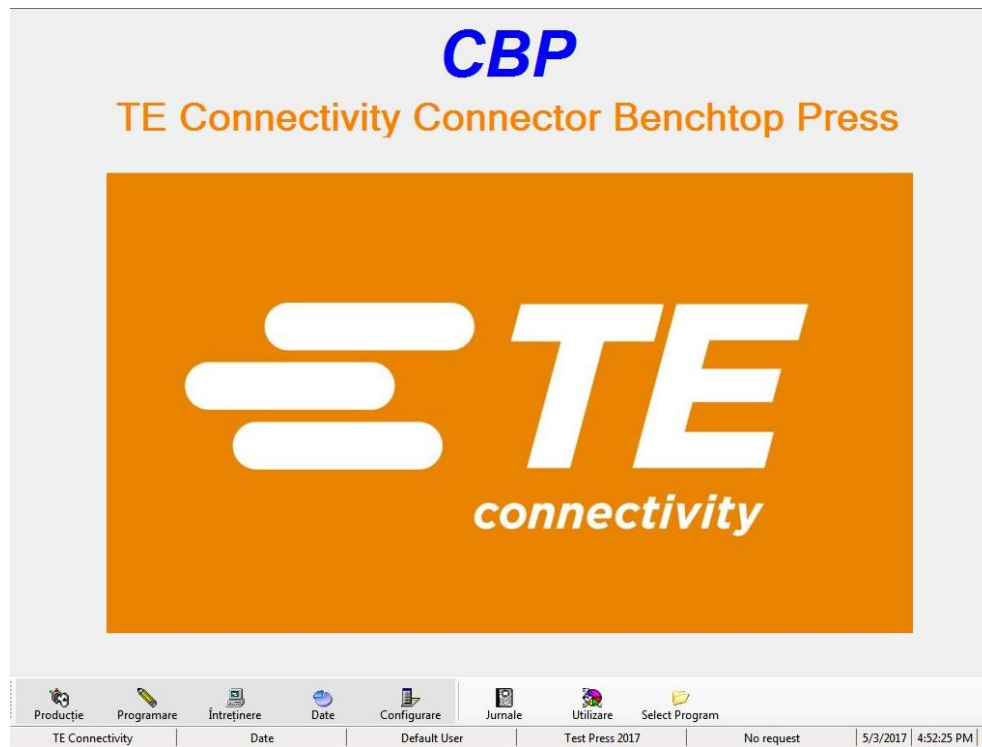 CBP
TE Connectivity Connector Benchtop Press
TE
connectivity
Producție Programare Întreținere Date Configurare Jurnale Utilizare Select Program
TE Connectivity Date Default User Test Press 2017 No request 5/3/2017 4:52:25 PM